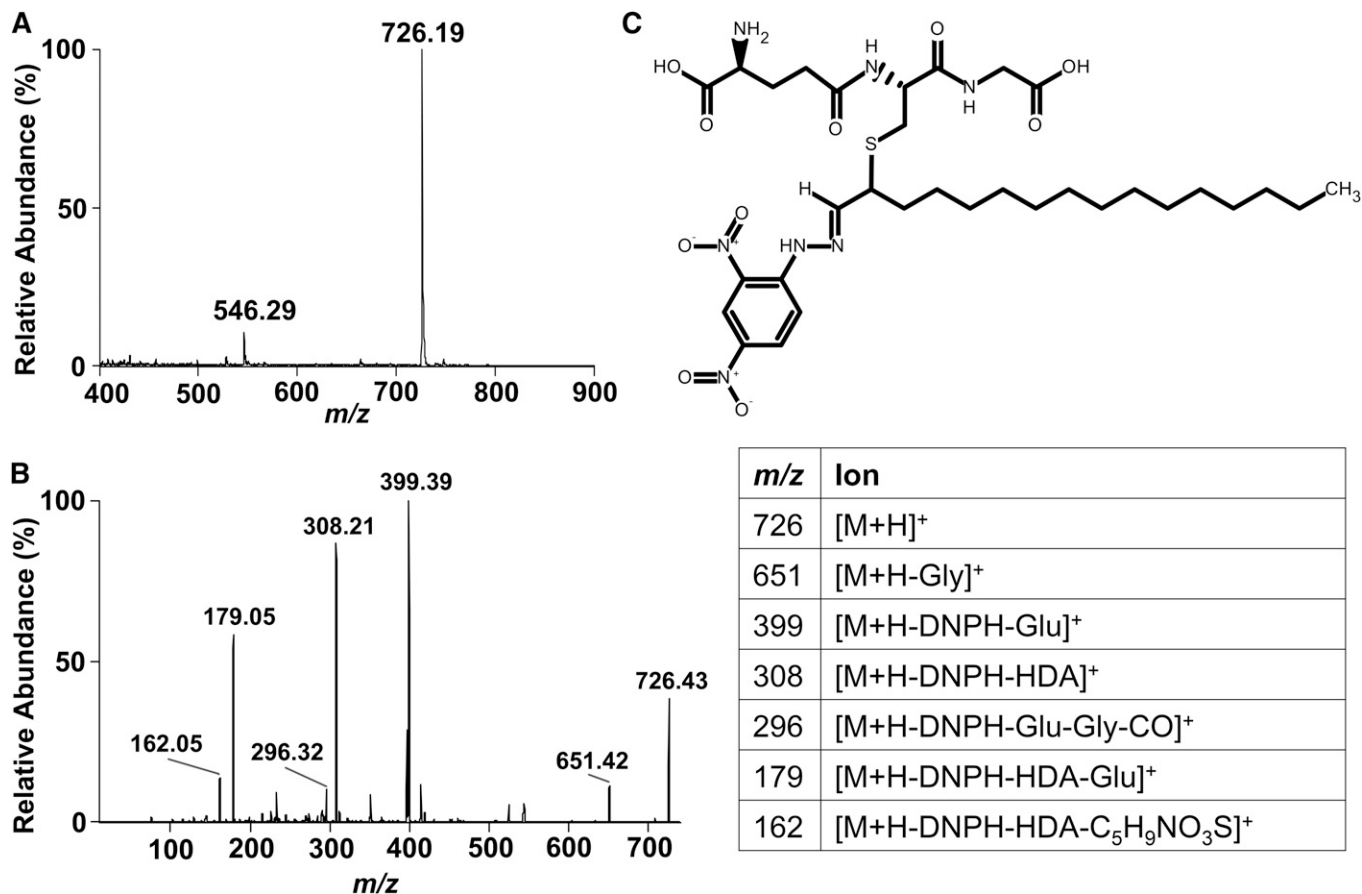 A
Relative Abundance (%)
100
50
0
726.19
546.29
400 500 600 700 800 900
m/z
B
Relative Abundance (%)
100
50
0
399.39
308.21
179.05
726.43
162.05
296.32
651.42
100 200 300 400 500 600 700
m/z
C
NH2
HO
O
O
H
N
O
N
H
OH
O
S
H
CH3
HN
N
O
O-
N+
O
N+
O-
m/z Ion
726 [M+H]+
651 [M+H-Gly]+
399 [M+H-DNPH-Glu]+
308 [M+H-DNPH-HDA]+
296 [M+H-DNPH-Glu-Gly-CO]+
179 [M+H-DNPH-HDA-Glu]+
162 [M+H-DNPH-HDA-C5H9NO3S]+